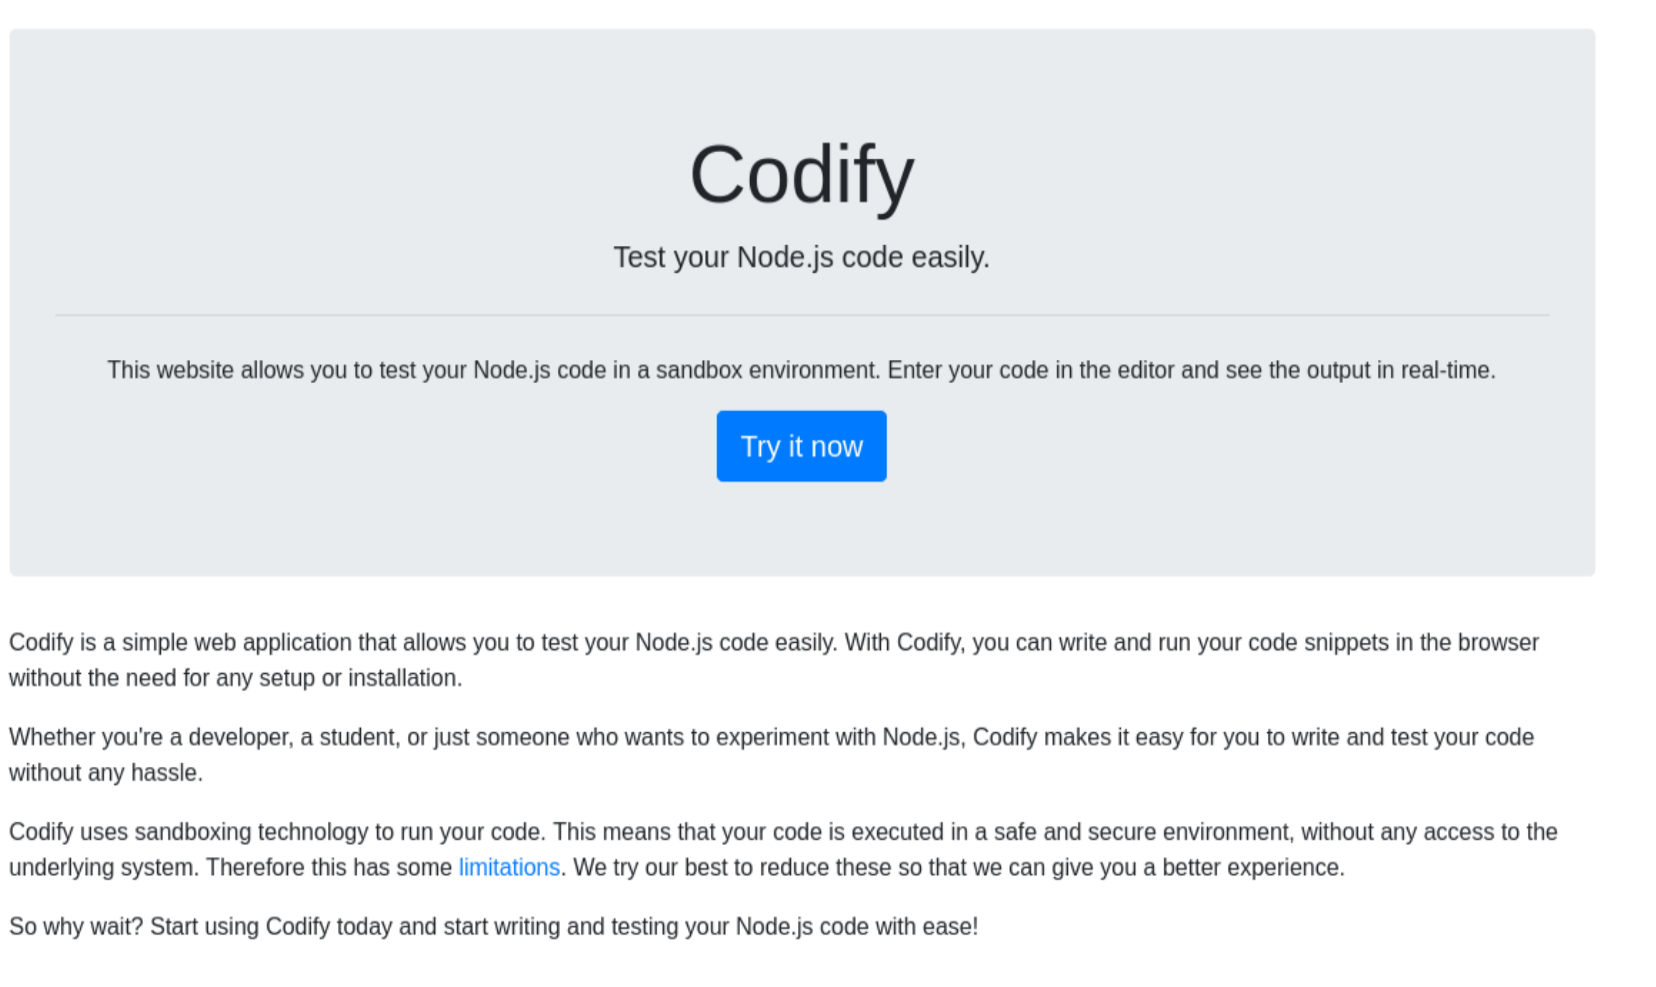 Codify
Test your Node.js code easily.
This website allows you to test your Node.js code in a sandbox environment. Enter your code in the editor and see the output in real-time.
Try it now
Codify is a simple web application that allows you to test your Node.js code easily. With Codify, you can write and run your code snippets in the browser
without the need for any setup or installation.
Whether you're a developer, a student, or just someone who wants to experiment with Node.js, Codify makes it easy for you to write and test your code
without any hassle.
Codify uses sandboxing technology to run your code. This means that your code is executed in a safe and secure environment, without any access to the
underlying system. Therefore this has some limitations. We try our best to reduce these so that we can give you a better experience.
So why wait? Start using Codify today and start writing and testing your Node.js code with ease!